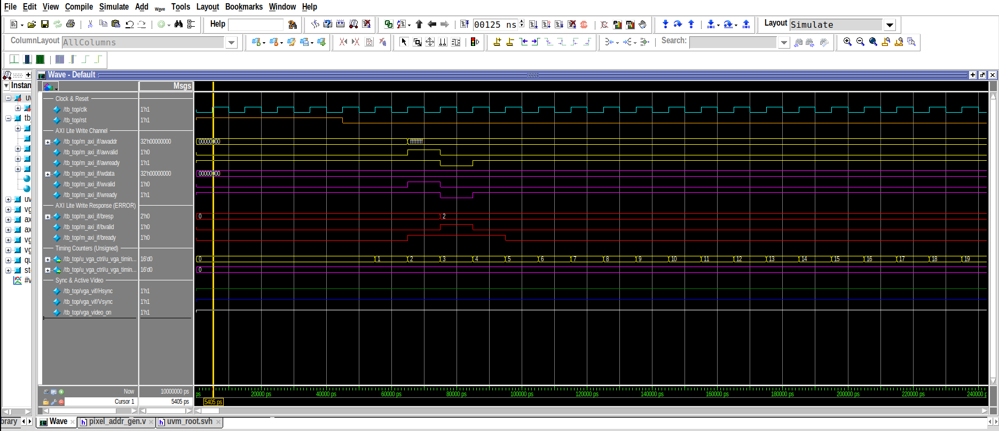 File Edit View Compile Simulate Add Wave Tools Layout Bookmarks Window Help
Help 00125 ns Layout Simulate
ColumnLayout AllColumns Search:
Wave - Default
Instan
Msgs
Clock & Reset
/tb_top/clk 1'h1
/tb_top/rst 1'h1
AXI Lite Write Channel
/tb_top/m_axi_if/awaddr 32'h00000000 00000000 ffffffff
/tb_top/m_axi_if/awvalid 1'h0
/tb_top/m_axi_if/awready 1'h1
/tb_top/m_axi_if/wdata 32'h00000000 00000000
/tb_top/m_axi_if/wvalid 1'h0
/tb_top/m_axi_if/wready 1'h1
AXI Lite Write Response (ERROR)
/tb_top/m_axi_if/bresp 2'h0 0 2
/tb_top/m_axi_if/bvalid 1'h0
/tb_top/m_axi_if/bready 1'h0
Timing Counters (Unsigned)
/tb_top/u_vga_ctrl/u_vga_timin... 16'd0 0 1 2 3 4 5 6 7 8 9 10 11 12 13 14 15 16 17 18 19
/tb_top/u_vga_ctrl/u_vga_timin... 16'd0 0
Sync & Active Video
/tb_top/vga_vif/Hsync 1'h1
/tb_top/vga_vif/Vsync 1'h1
/tb_top/vga_video_on 1'h1
uv
tb_
uv
vg
ax
ax
vg
vg
qu
st
#v
Now 10000000 ps ps 20000 ps 40000 ps 60000 ps 80000 ps 100000 ps 120000 ps 140000 ps 160000 ps 180000 ps 200000 ps 220000 ps 240000
Cursor 1 5405 ps 5405 ps
brary Wave pixel_addr_gen.v uvm_root.svh